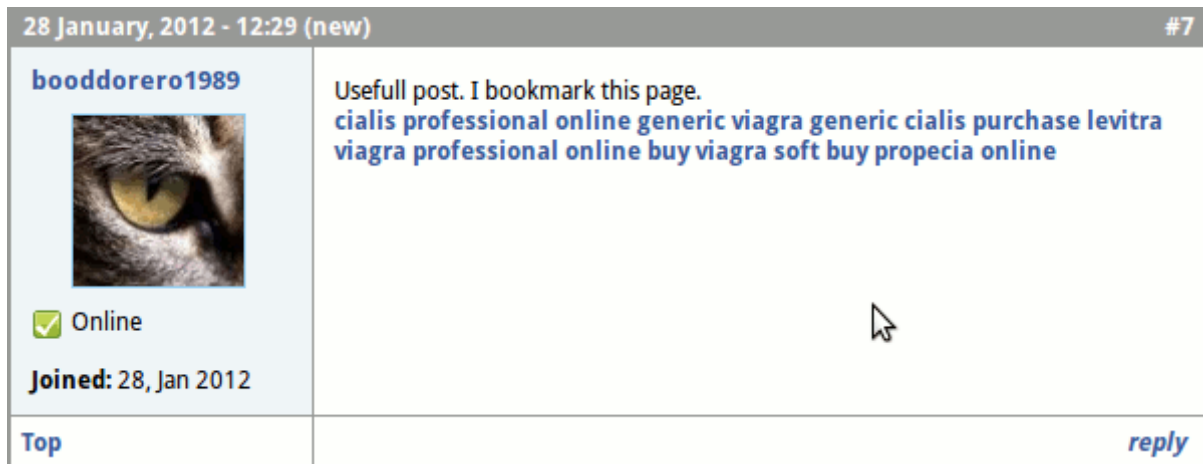 28 January, 2012 - 12:29 (new) #7
booddorero1989
Usefull post. I bookmark this page.
cialis professional online generic viagra generic cialis purchase levitra
viagra professional online buy viagra soft buy propecia online
Online
Joined: 28, Jan 2012
Top reply